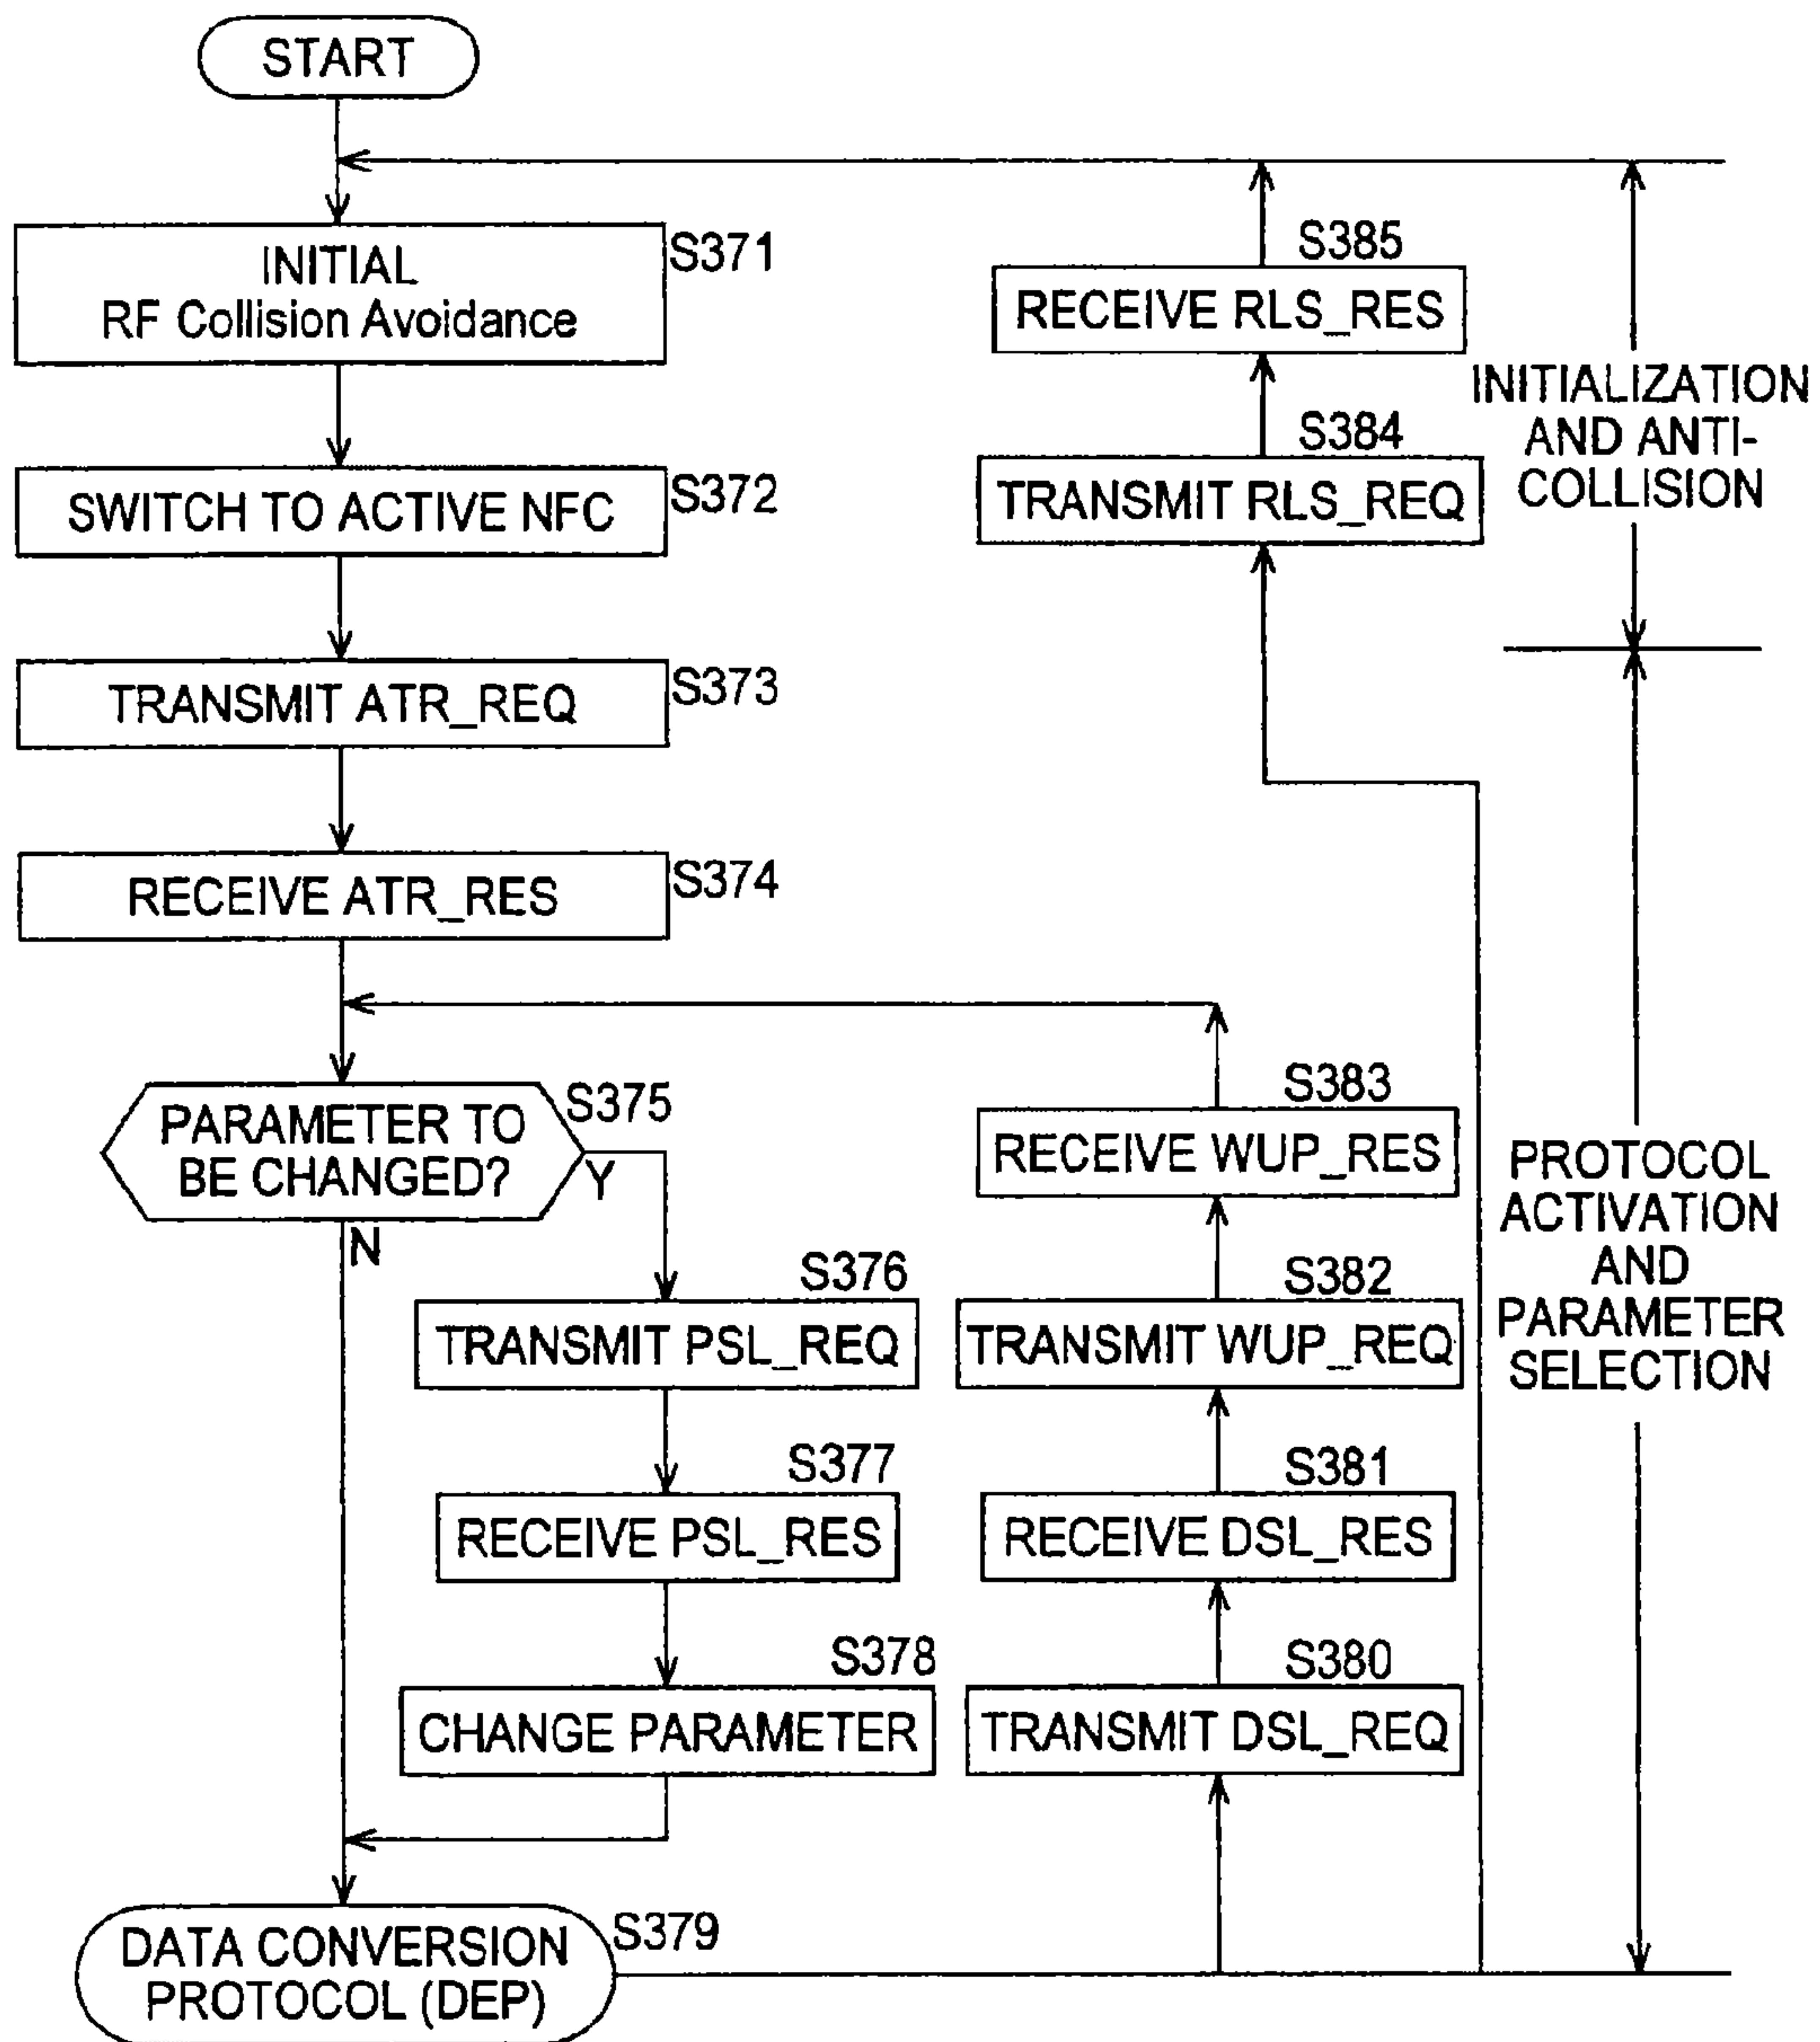 START
INITIAL
RF Collision Avoidance
S371
SWITCH TO ACTIVE NFC
S372
TRANSMIT ATR_REQ
S373
RECEIVE ATR_RES
S374
PARAMETER TO
BE CHANGED?
S375
Y
N
S376
TRANSMIT PSL_REQ
S377
RECEIVE PSL_RES
S378
CHANGE PARAMETER
DATA CONVERSION
PROTOCOL (DEP)
S379
S385
RECEIVE RLS_RES
S384
TRANSMIT RLS_REQ
S383
RECEIVE WUP_RES
S382
TRANSMIT WUP_REQ
S381
RECEIVE DSL_RES
S380
TRANSMIT DSL_REQ
INITIALIZATION
AND ANTI-
COLLISION
PROTOCOL
ACTIVATION
AND
PARAMETER
SELECTION